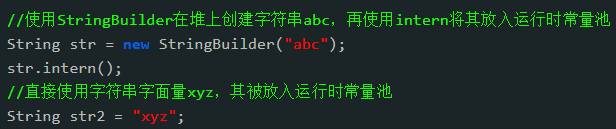 //使用StringBuilder在堆上创建字符串abc，再使用intern将其放入运行时常量池
String str = new StringBuilder("abc");
str.intern();
//直接使用字符串字面量xyz，其被放入运行时常量池
String str2 = "xyz";